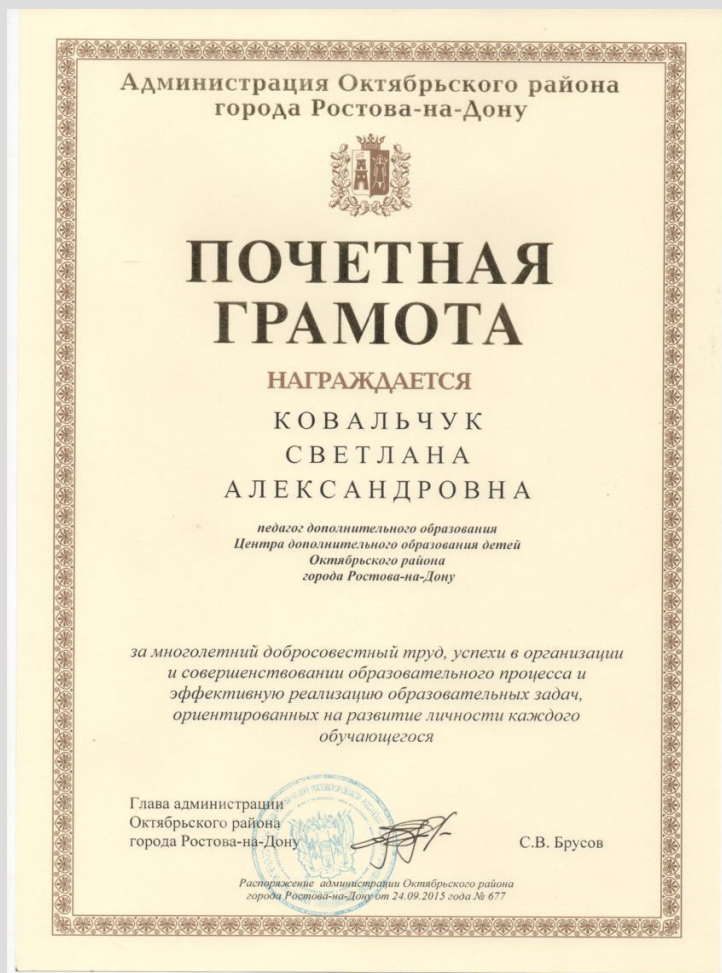 Администрация Октябрьского района
города Ростова-на-Дону
ПОЧЕТНАЯ
ГРАМОТА
НАГРАЖДАЕТСЯ
КОВАЛЬЧУК
СВЕТЛАНА
АЛЕКСАНДРОВНА
педагог дополнительного образования
Центра дополнительного образования детей
Октябрьского района
города Ростова-на-Дону
за многолетний добросовестный труд, успехи в организации
и совершенствовании образовательного процесса и
эффективную реализацию образовательных задач,
ориентированных на развитие личности каждого
обучающегося
Глава администрации
Октябрьского района
города Ростова-на-Дону
С.В. Брусов
Распоряжение администрации Октябрьского района
города Ростова-на-Дону от 24.09.2015 года № 677